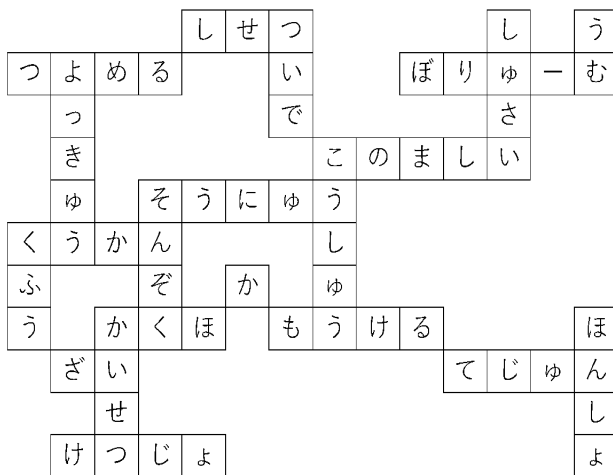 しせつ し う
つよめる い ぼりゅーむ
っ で さ
き このましい
ゅ そうにゅう
くうかん し
ふ ぞ か ゅ
う かくほ もうける ほ
ざい てじゅん
せ し
けつじょ ょ